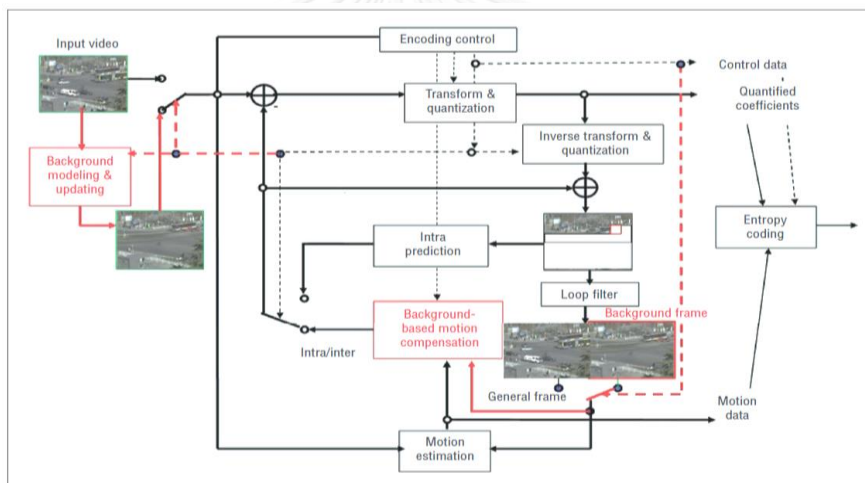 Input video
Encoding control
Control data
Quantified
coefficients
Transform &
quantization
Inverse transform &
quantization
Background
modeling &
updating
Intra
prediction
Entropy
coding
Loop filter
Background frame
Background-
based motion
compensation
Intra/inter
General frame
Motion
data
Motion
estimation